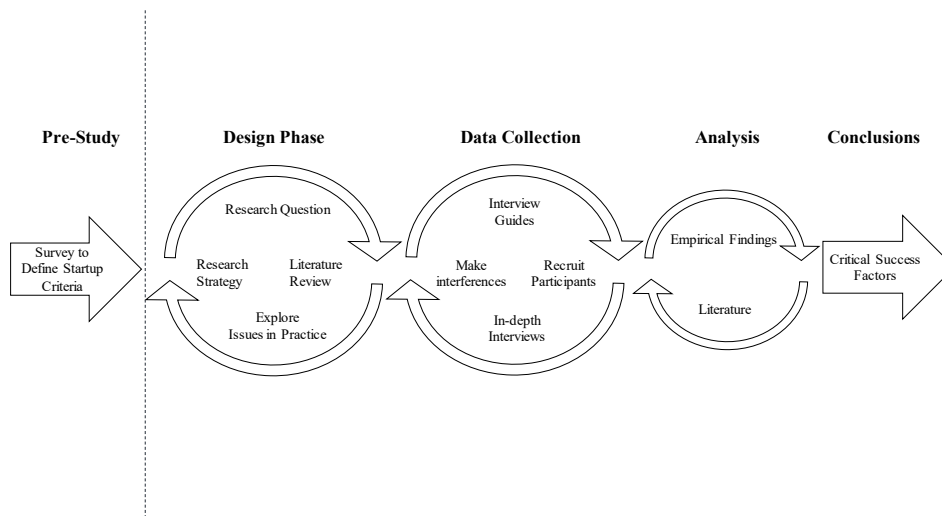 Pre-Study
Design Phase
Data Collection
Analysis
Conclusions
Survey to
Define Startup
Criteria
Research Question
Research
Strategy
Literature
Review
Explore
Issues in Practice
Interview
Guides
Make
interferences
Recruit
Participants
In-depth
Interviews
Empirical Findings
Literature
Critical Success
Factors